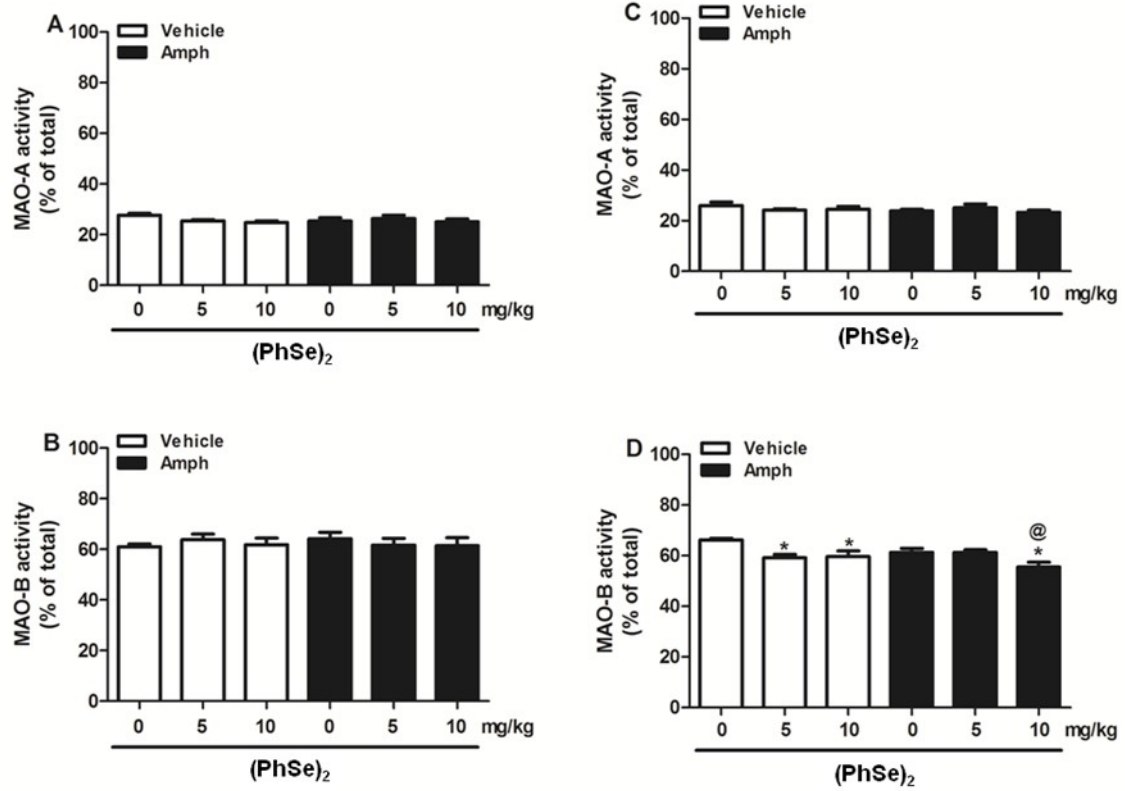 A
Vehicle
Amph
MAO-A activity
(% of total)
100
80
60
40
20
0
0 5 10 0 5 10 mg/kg
(PhSe)₂
C
Vehicle
Amph
MAO-A activity
(% of total)
100
80
60
40
20
0
0 5 10 0 5 10 mg/kg
(PhSe)₂
B
Vehicle
Amph
MAO-B activity
(% of total)
100
80
60
40
20
0
0 5 10 0 5 10 mg/kg
(PhSe)₂
D
Vehicle
Amph
MAO-B activity
(% of total)
100
80
60
40
20
0
@
* * *
0 5 10 0 5 10 mg/kg
(PhSe)₂